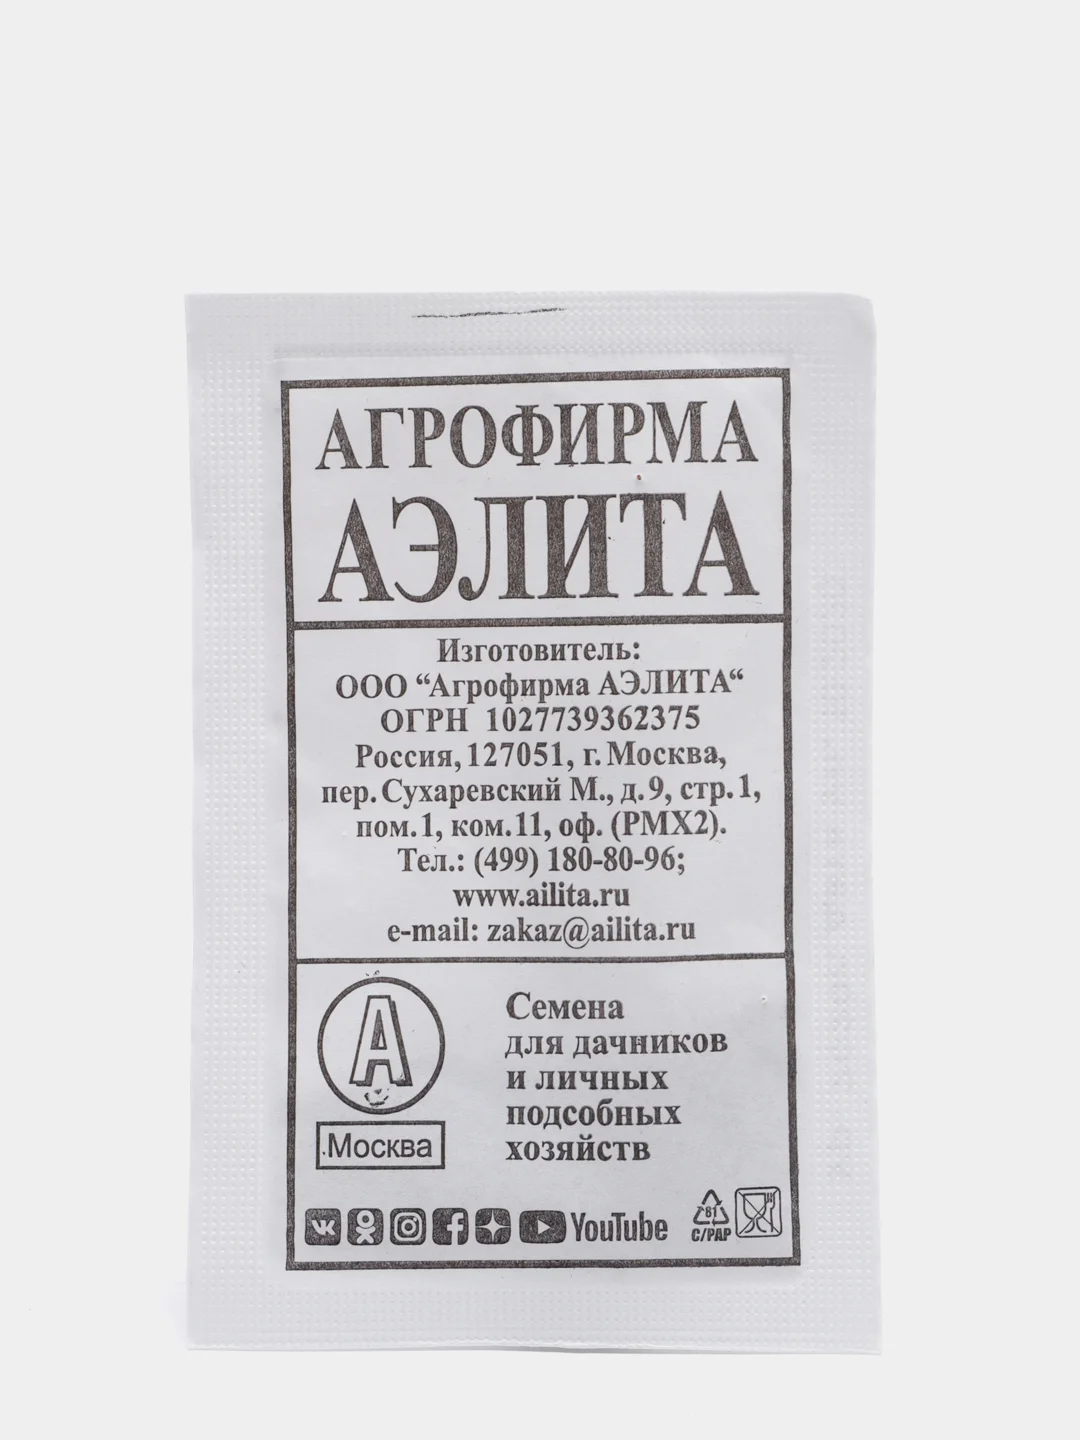 АГРОФИРМА
АЭЛИТА
Изготовитель:
ООО “Агрофирма АЭЛИТА“
ОГРН 1027739362375
Россия, 127051, г. Москва,
пер. Сухаревский М., д. 9, стр. 1,
пом. 1, ком. 11, оф. (РМХ2).
Тел.: (499) 180-80-96;
www.ailita.ru
e-mail: zakaz@ailita.ru
А
Москва
Семена
для дачников
и личных
подсобных
хозяйств
YouTube
81
C/PAP